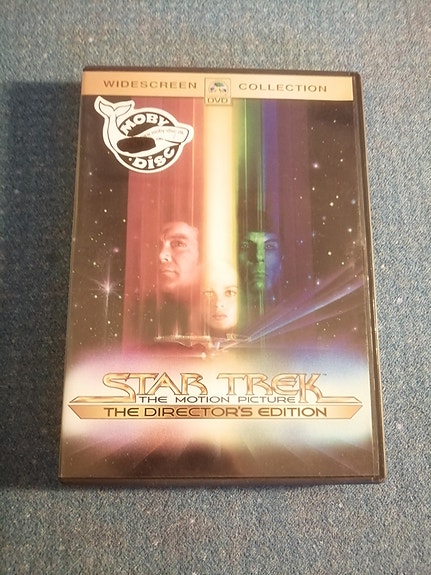 WIDESCREEN DVD COLLECTION
MOBY
DISC
STAR TREK
THE MOTION PICTURE
THE DIRECTOR'S EDITION